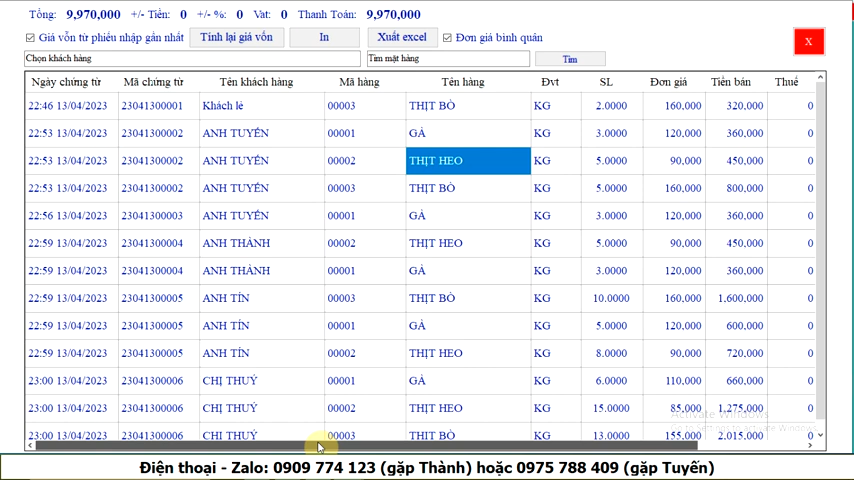 Tổng: 9,970,000 +/- Tiền: 0 +/- %: 0 Vat: 0 Thanh Toán: 9,970,000
Giá vốn từ phiếu nhập gần nhất Tính lại giá vốn In Xuất excel Đơn giá bình quân X
Chọn khách hàng Tìm mặt hàng Tìm
Ngày chứng từ Mã chứng từ Tên khách hàng Mã hàng Tên hàng Đvt SL Đơn giá Tiền bán Thuế
22:46 13/04/2023 23041300001 Khách lẻ 00003 THỊT BÒ KG 2.0000 160,000 320,000 0
22:53 13/04/2023 23041300002 ANH TUYẾN 00001 GÀ KG 3.0000 120,000 360,000 0
22:53 13/04/2023 23041300002 ANH TUYẾN 00002 THỊT HEO KG 5.0000 90,000 450,000 0
22:53 13/04/2023 23041300002 ANH TUYẾN 00003 THỊT BÒ KG 5.0000 160,000 800,000 0
22:56 13/04/2023 23041300003 ANH TUYẾN 00001 GÀ KG 3.0000 120,000 360,000 0
22:59 13/04/2023 23041300004 ANH THÀNH 00002 THỊT HEO KG 5.0000 90,000 450,000 0
22:59 13/04/2023 23041300004 ANH THÀNH 00001 GÀ KG 3.0000 120,000 360,000 0
22:59 13/04/2023 23041300005 ANH TÍN 00003 THỊT BÒ KG 10.0000 160,000 1,600,000 0
22:59 13/04/2023 23041300005 ANH TÍN 00001 GÀ KG 5.0000 120,000 600,000 0
22:59 13/04/2023 23041300005 ANH TÍN 00002 THỊT HEO KG 8.0000 90,000 720,000 0
23:00 13/04/2023 23041300006 CHỊ THUÝ 00001 GÀ KG 6.0000 110,000 660,000 0
23:00 13/04/2023 23041300006 CHỊ THUÝ 00002 THỊT HEO KG 15.0000 85,000 1,275,000 0
Activate Windows
Go to Settings to activate Windows.
23:00 13/04/2023 23041300006 CHỊ THUÝ 00003 THỊT BÒ KG 13.0000 155,000 2,015,000 0
Điện thoại - Zalo: 0909 774 123 (gặp Thành) hoặc 0975 788 409 (gặp Tuyến)